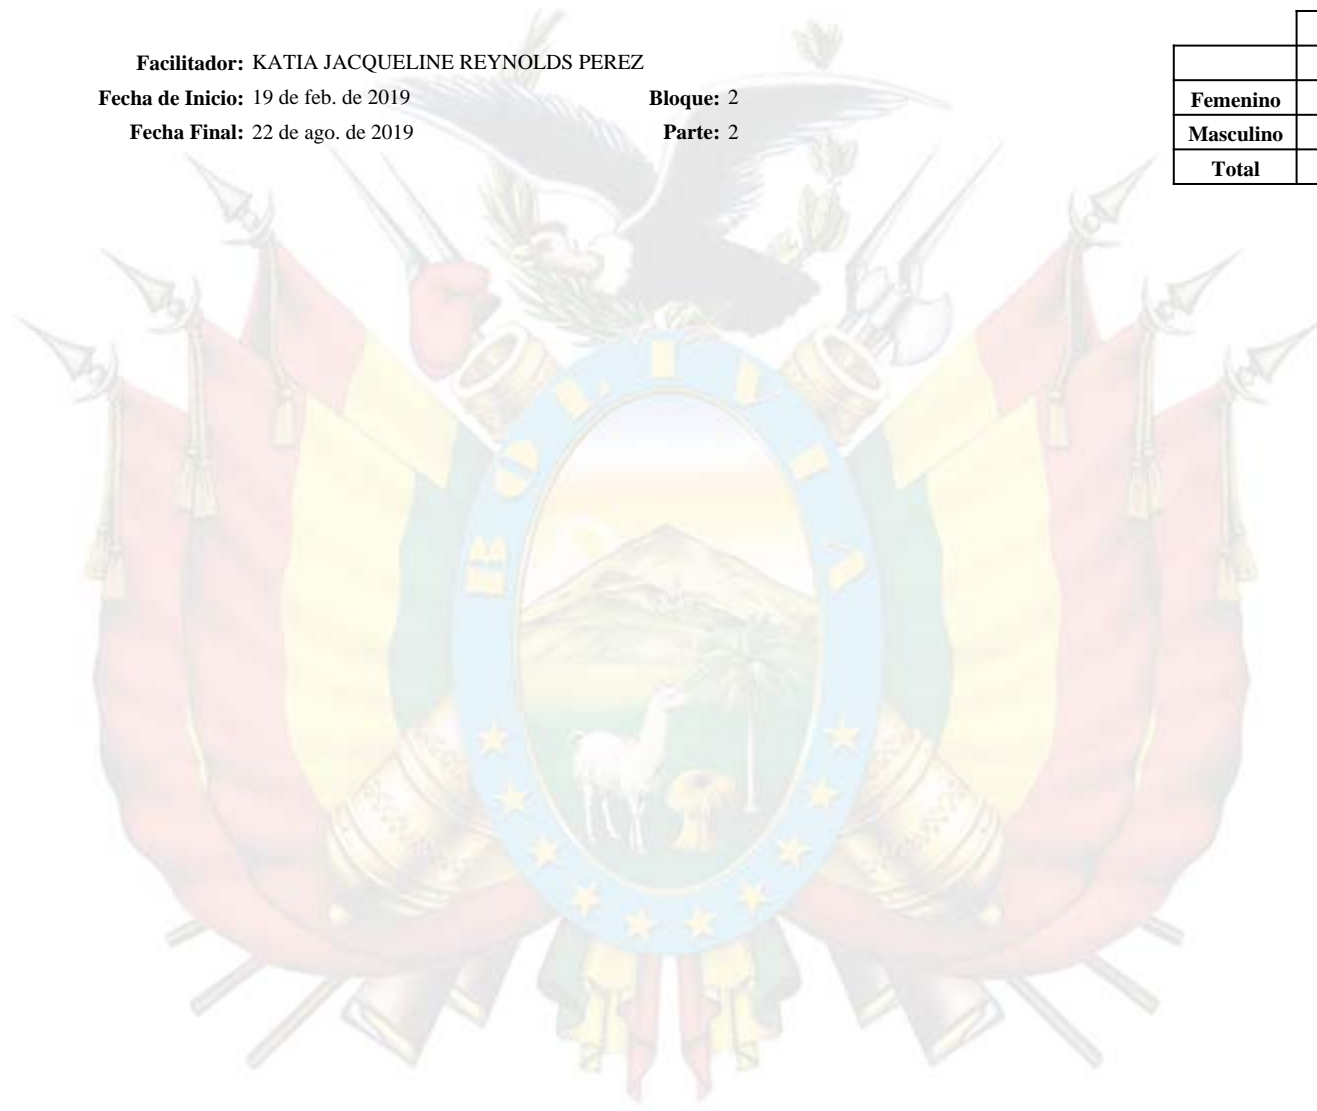 Facilitador: KATIA JACQUELINE REYNOLDS PEREZ
Fecha de Inicio: 19 de feb. de 2019 Bloque: 2
Fecha Final: 22 de ago. de 2019 Parte: 2
Femenino
Masculino
Total
BOLIVIA